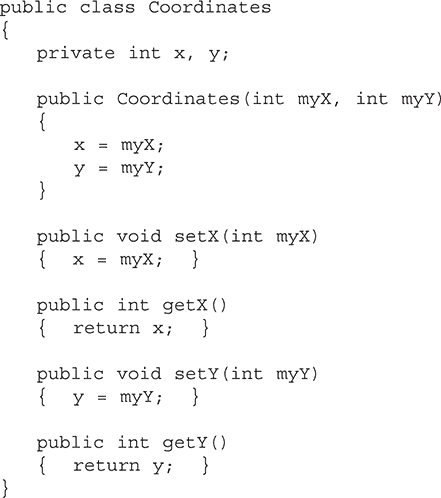 public class Coordinates
{
private int x, y;
public Coordinates(int myX, int myY)
{
x = myX;
y = myY;
}
public void setX(int myX)
{ x = myX; }
public int getX()
{ return x; }
public void setY(int myY)
{ y = myY; }
public int getY()
{ return y; }
}